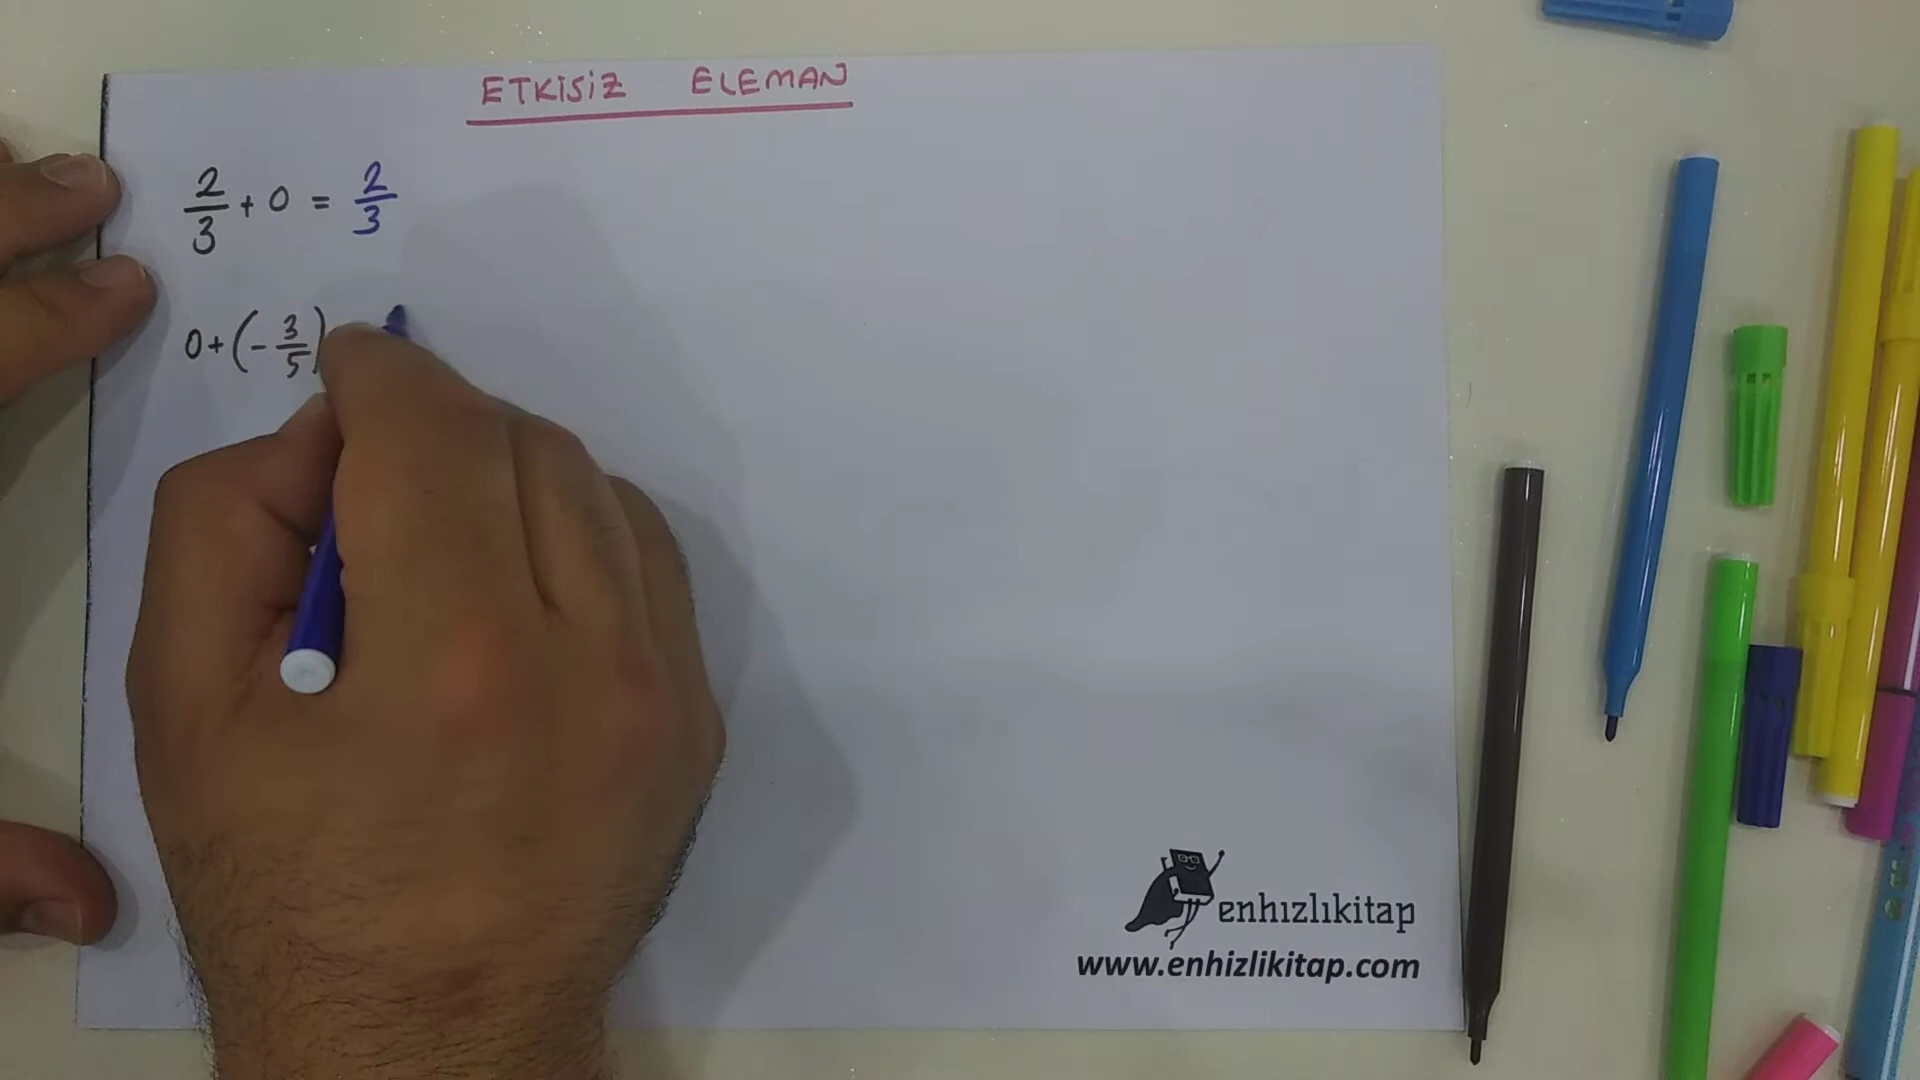 ETKİSİZ ELEMAN
2/3 + 0 = 2/3
0 + (-3/5)
enhızlıkitap
www.enhizlikitap.com